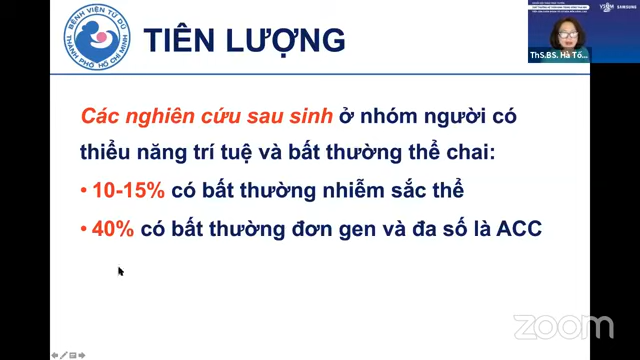 BỆNH VIỆN TỪ DŨ
THÀNH PHỐ HỒ CHÍ MINH
TIÊN LƯỢNG
VSUM
SAMSUNG
ThS.BS. Hà Tố...
Các nghiên cứu sau sinh ở nhóm người có
thiểu năng trí tuệ và bất thường thể chai:
• 10-15% có bất thường nhiễm sắc thể
• 40% có bất thường đơn gen và đa số là ACC
zoom